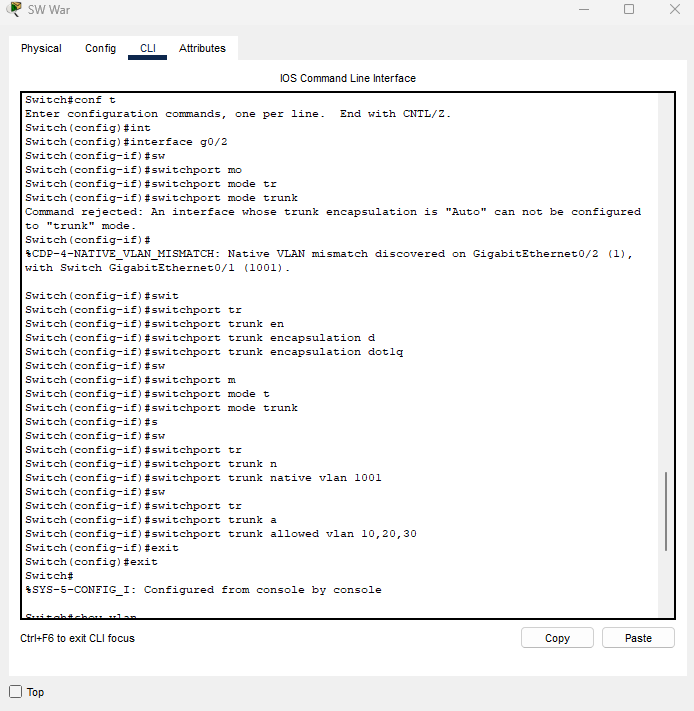 SW War
Physical Config CLI Attributes
IOS Command Line Interface
Switch#conf t
Enter configuration commands, one per line.  End with CNTL/Z.
Switch(config)#int
Switch(config)#interface g0/2
Switch(config-if)#sw
Switch(config-if)#switchport mo
Switch(config-if)#switchport mode tr
Switch(config-if)#switchport mode trunk
Command rejected: An interface whose trunk encapsulation is "Auto" can not be configured
to "trunk" mode.
Switch(config-if)#
%CDP-4-NATIVE_VLAN_MISMATCH: Native VLAN mismatch discovered on GigabitEthernet0/2 (1),
with Switch GigabitEthernet0/1 (1001).
Switch(config-if)#swit
Switch(config-if)#switchport tr
Switch(config-if)#switchport trunk en
Switch(config-if)#switchport trunk encapsulation d
Switch(config-if)#switchport trunk encapsulation dot1q
Switch(config-if)#sw
Switch(config-if)#switchport m
Switch(config-if)#switchport mode t
Switch(config-if)#switchport mode trunk
Switch(config-if)#s
Switch(config-if)#sw
Switch(config-if)#switchport tr
Switch(config-if)#switchport trunk n
Switch(config-if)#switchport trunk native vlan 1001
Switch(config-if)#sw
Switch(config-if)#switchport tr
Switch(config-if)#switchport trunk a
Switch(config-if)#switchport trunk allowed vlan 10,20,30
Switch(config-if)#exit
Switch(config)#exit
Switch#
%SYS-5-CONFIG_I: Configured from console by console
Switch#show vlan
Ctrl+F6 to exit CLI focus
Copy Paste
Top